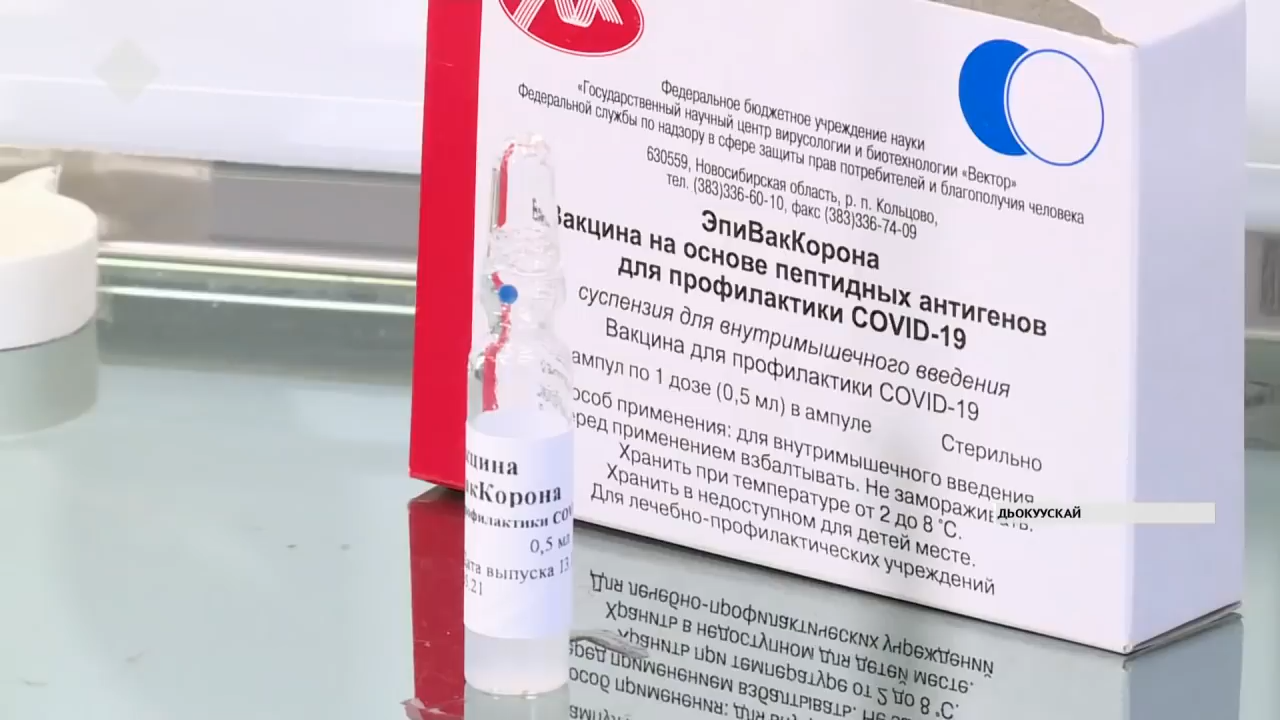 Федеральное бюджетное учреждение науки
«Государственный научный центр вирусологии и биотехнологии «Вектор»
Федеральной службы по надзору в сфере защиты прав потребителей и благополучия человека
630559, Новосибирская область, р. п. Кольцово,
тел. (383)336-60-10, факс (383)336-74-09
ЭпиВакКорона
Вакцина на основе пептидных антигенов
для профилактики COVID-19
суспензия для внутримышечного введения
Вакцина для профилактики COVID-19
ампул по 1 дозе (0,5 мл) в ампуле
Стерильно
особ применения: для внутримышечного введения
еред применением взбалтывать. Не заморажив
Хранить при температуре от 2 до 8 °C.
Хранить в недоступном для детей месте.
Для лечебно-профилактических учреждений
кцина
акКорона
офилактики CO
0,5 мл
ата выпуска 13
.21
ДЬОКУУСКАЙ